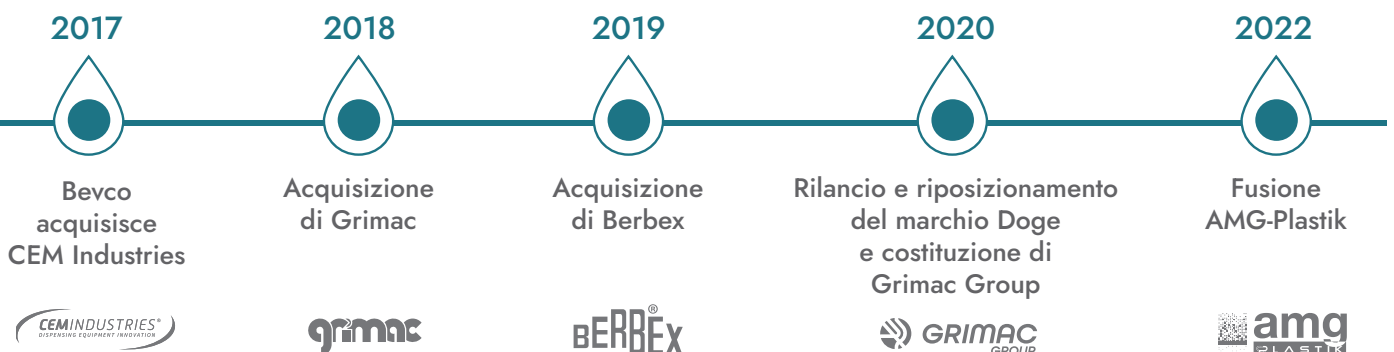 2017
2018
2019
2020
2022
Bevco
acquisisce
CEM Industries
Acquisizione
di Grimac
Acquisizione
di Berbex
Rilancio e riposizionamento
del marchio Doge
e costituzione di
Grimac Group
Fusione
AMG-Plastik
CEMINDUSTRIES®
DISPENSING EQUIPMENT INNOVATION
grimac
BERBEX®
GRIMAC
GROUP
amg
PLASTIK